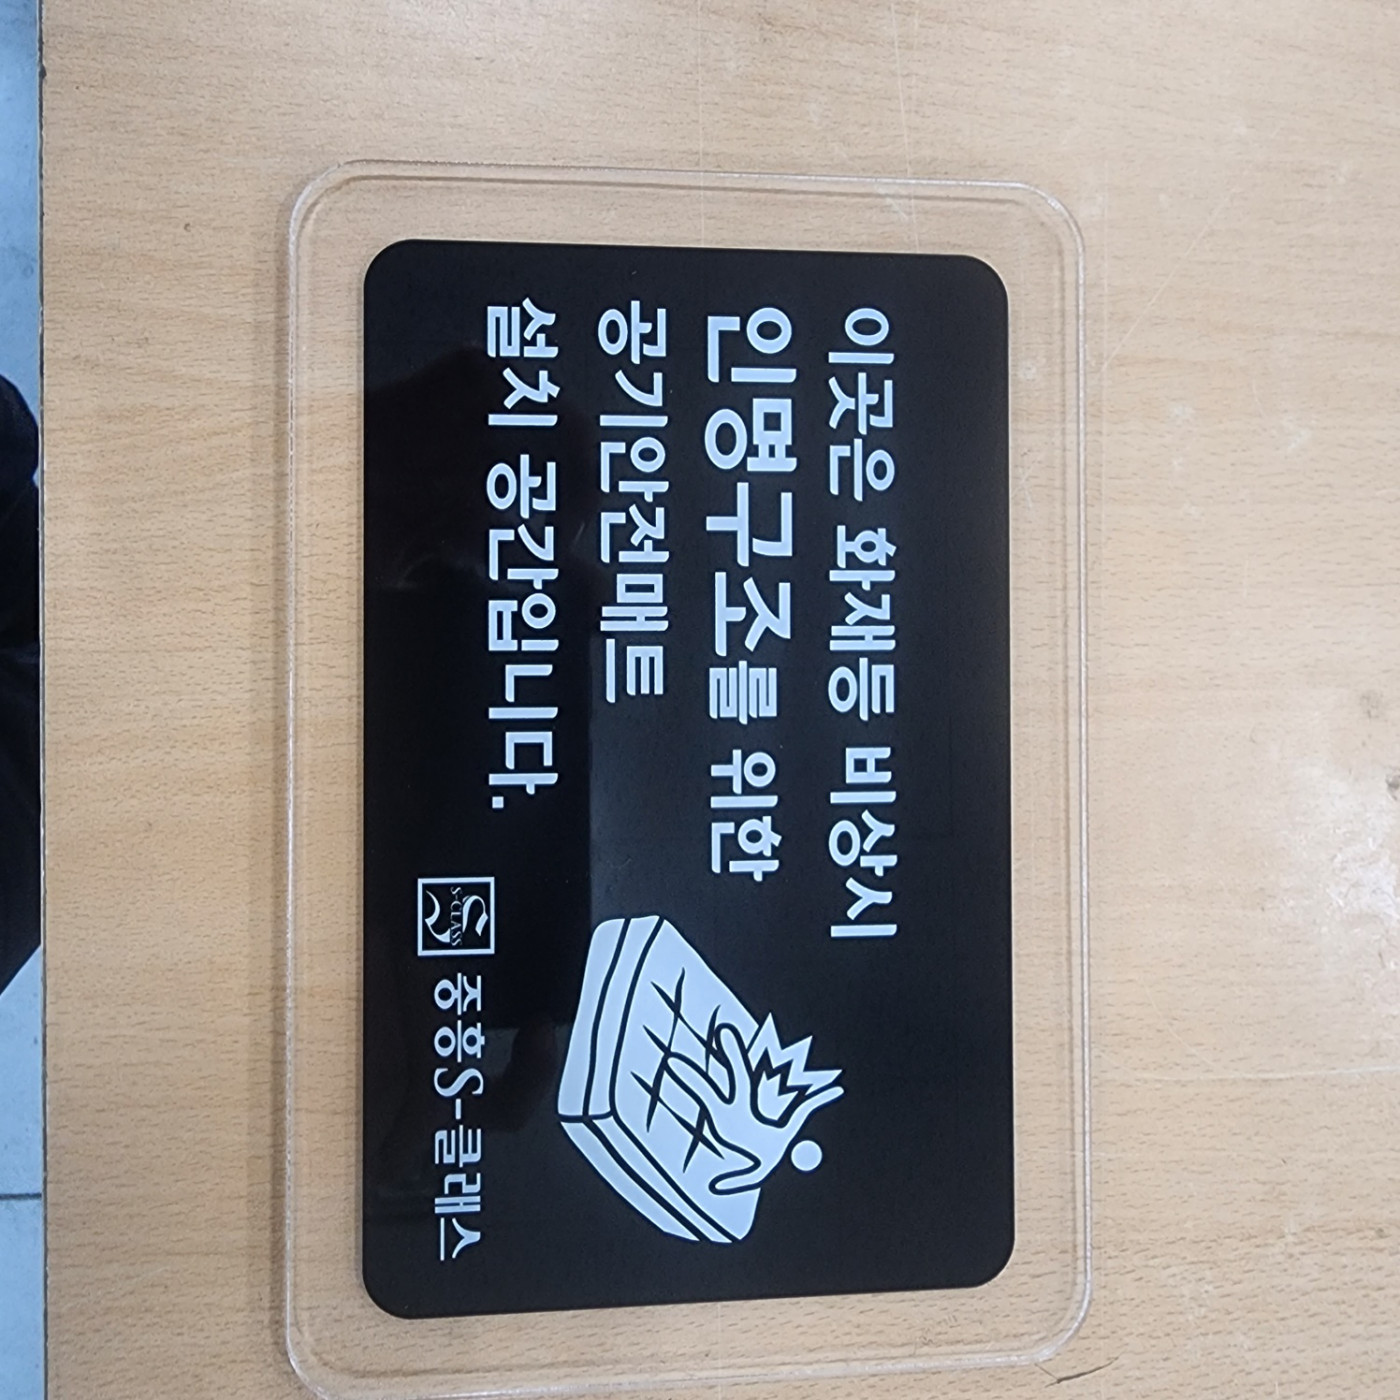 이곳은 화재등 비상시
인명구조를 위한
공기안전매트
설치 공간입니다.
S-CLASS
중흥S-클래스